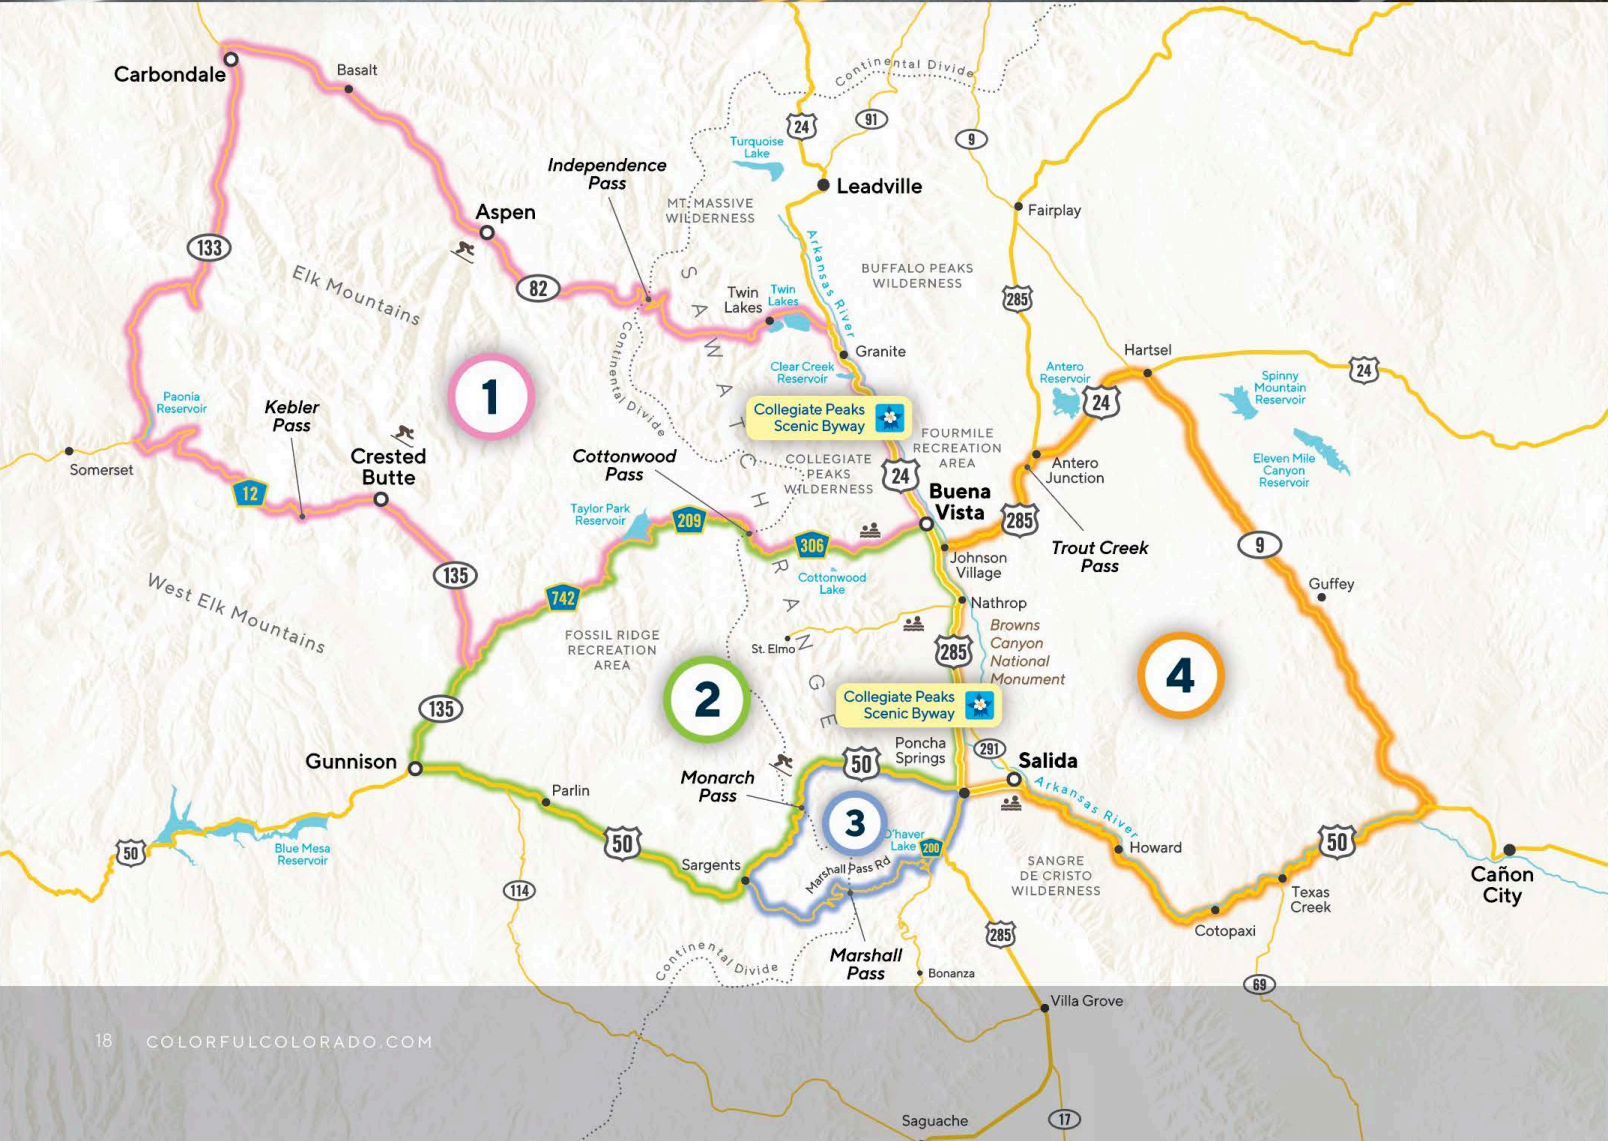 Carbondale
Basalt
Continental Divide
24
91
9
Turquoise
Lake
Independence
Pass
Leadville
MT. MASSIVE
WILDERNESS
Aspen
Fairplay
133
Elk Mountains
82
SAWATCH RANGE
Arkansas River
BUFFALO PEAKS
WILDERNESS
285
Twin
Lakes
Twin
Lakes
Continental Divide
Granite
Hartsel
24
Clear Creek
Reservoir
Antero
Reservoir
24
Spinny
Mountain
Reservoir
1
Paonia
Reservoir
Kebler
Pass
Collegiate Peaks
Scenic Byway
FOURMILE
RECREATION
AREA
Crested
Butte
Cottonwood
Pass
COLLEGIATE
PEAKS
WILDERNESS
24
Antero
Junction
Eleven Mile
Canyon
Reservoir
Somerset
12
Buena
Vista
Taylor Park
Reservoir
209
306
285
Trout Creek
Pass
9
Johnson
Village
135
Cottonwood
Lake
742
Guffey
West Elk Mountains
Nathrop
FOSSIL RIDGE
RECREATION
AREA
St. Elmo
285
Browns
Canyon
National
Monument
2
4
135
Collegiate Peaks
Scenic Byway
Gunnison
Poncha
Springs
291
Salida
50
Monarch
Pass
Arkansas River
Parlin
3
50
50
Blue Mesa
Reservoir
O'haver
Lake
200
Howard
50
Sargents
Marshall Pass Rd
SANGRE
DE CRISTO
WILDERNESS
Cañon
City
114
Texas
Creek
Cotopaxi
285
Continental Divide
Marshall
Pass
Bonanza
69
Villa Grove
18 COLORFULCOLORADO.COM
Saguache
17